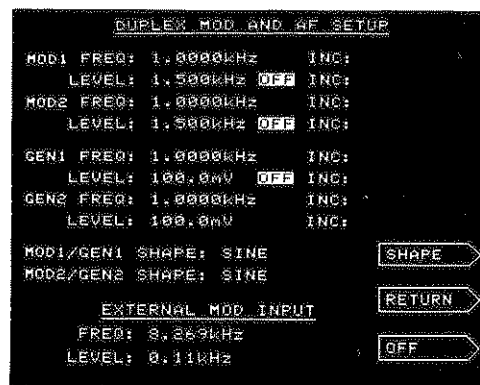 DUPLEX MOD AND AF SETUP
MOD1 FREQ: 1.0000kHz INC:
LEVEL: 1.500kHz OFF INC:
MOD2 FREQ: 1.0000kHz INC:
LEVEL: 1.500kHz OFF INC:
GEN1 FREQ: 1.0000kHz INC:
LEVEL: 100.0mV OFF INC:
GEN2 FREQ: 1.0000kHz INC:
LEVEL: 100.0mV INC:
MOD1/GEN1 SHAPE: SINE SHAPE
MOD2/GEN2 SHAPE: SINE
EXTERNAL MOD INPUT RETURN
FREQ: 8.269kHz
LEVEL: 0.11kHz OFF